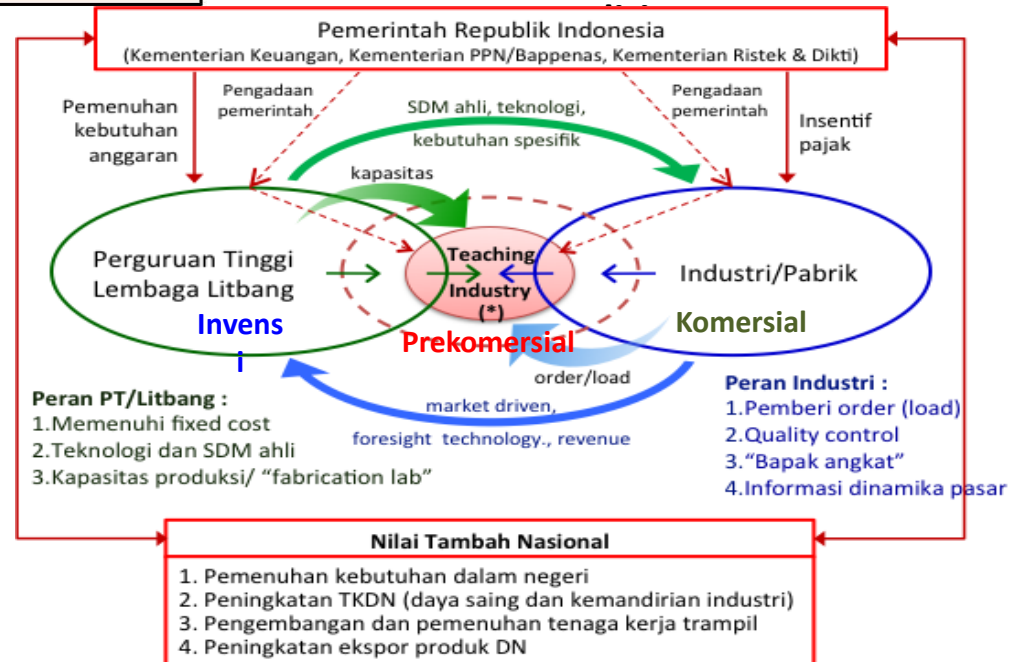 Pemerintah Republik Indonesia
(Kementerian Keuangan, Kementerian PPN/Bappenas, Kementerian Ristek & Dikti)
Pemenuhan
kebutuhan
anggaran
Pengadaan
pemerintah
SDM ahli, teknologi,
kebutuhan spesifik
Pengadaan
pemerintah
Insentif
pajak
kapasitas
Perguruan Tinggi
Lembaga Litbang
Invens
i
Teaching
Industry
(*)
Prekomersial
Industri/Pabrik
Komersial
order/load
market driven,
foresight technology., revenue
Peran PT/Litbang :
1.Memenuhi fixed cost
2.Teknologi dan SDM ahli
3.Kapasitas produksi/ “fabrication lab”
Peran Industri :
1.Pemberi order (load)
2.Quality control
3.“Bapak angkat”
4.Informasi dinamika pasar
Nilai Tambah Nasional
1. Pemenuhan kebutuhan dalam negeri
2. Peningkatan TKDN (daya saing dan kemandirian industri)
3. Pengembangan dan pemenuhan tenaga kerja trampil
4. Peningkatan ekspor produk DN